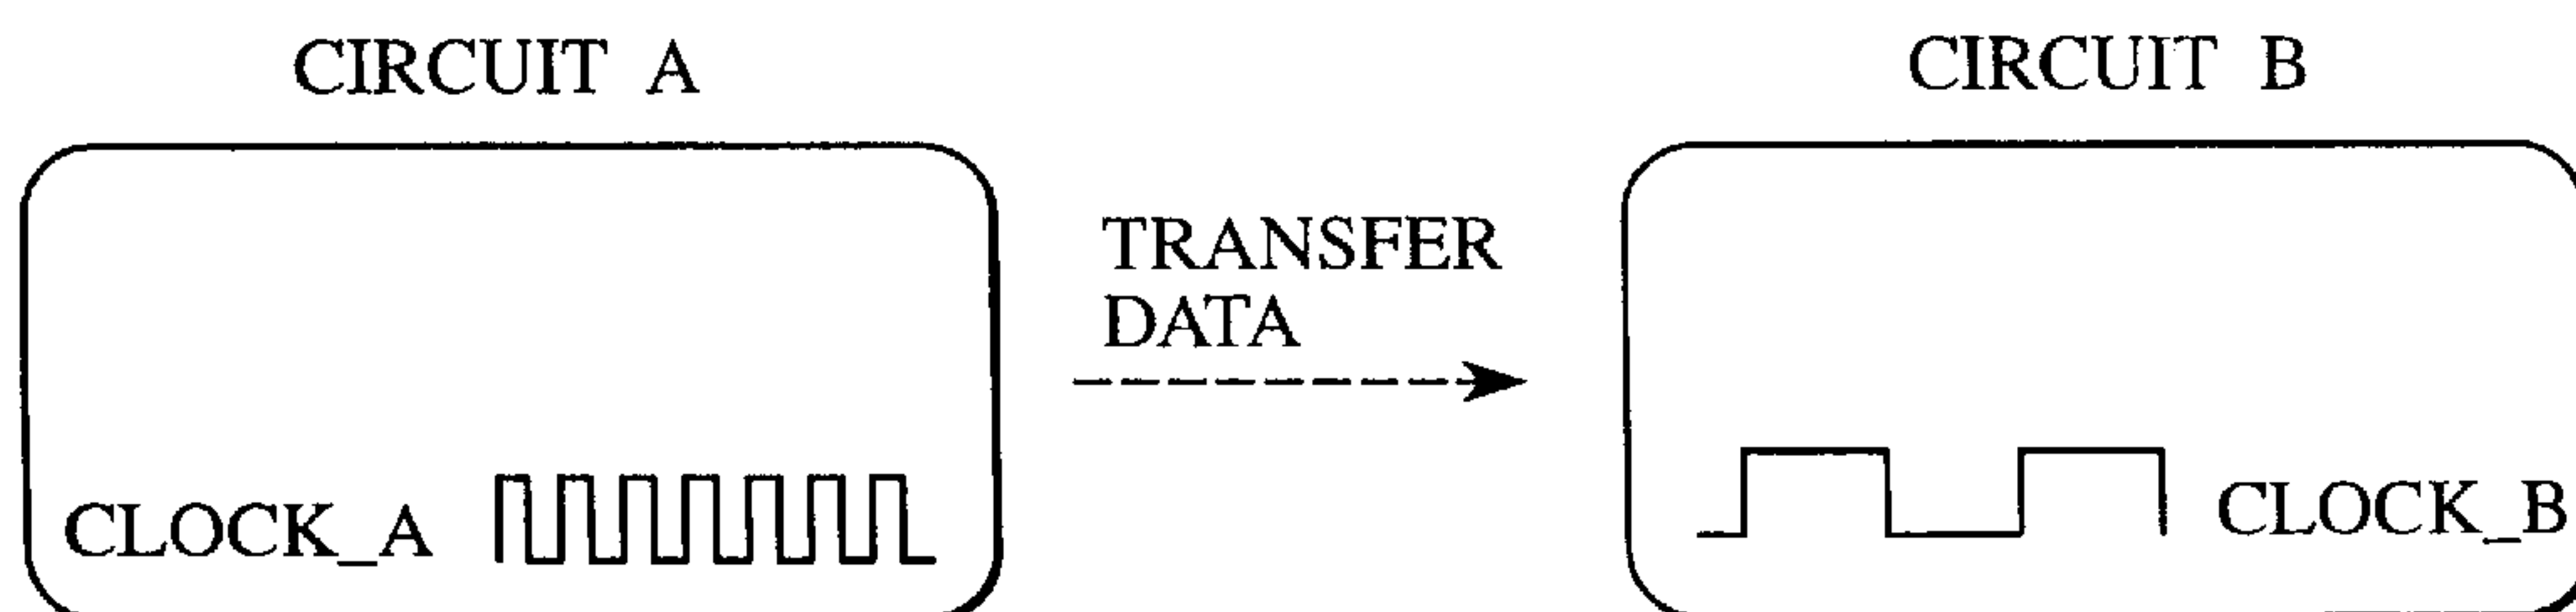 CIRCUIT A
CIRCUIT B
TRANSFER
DATA
CLOCK_A
CLOCK_B